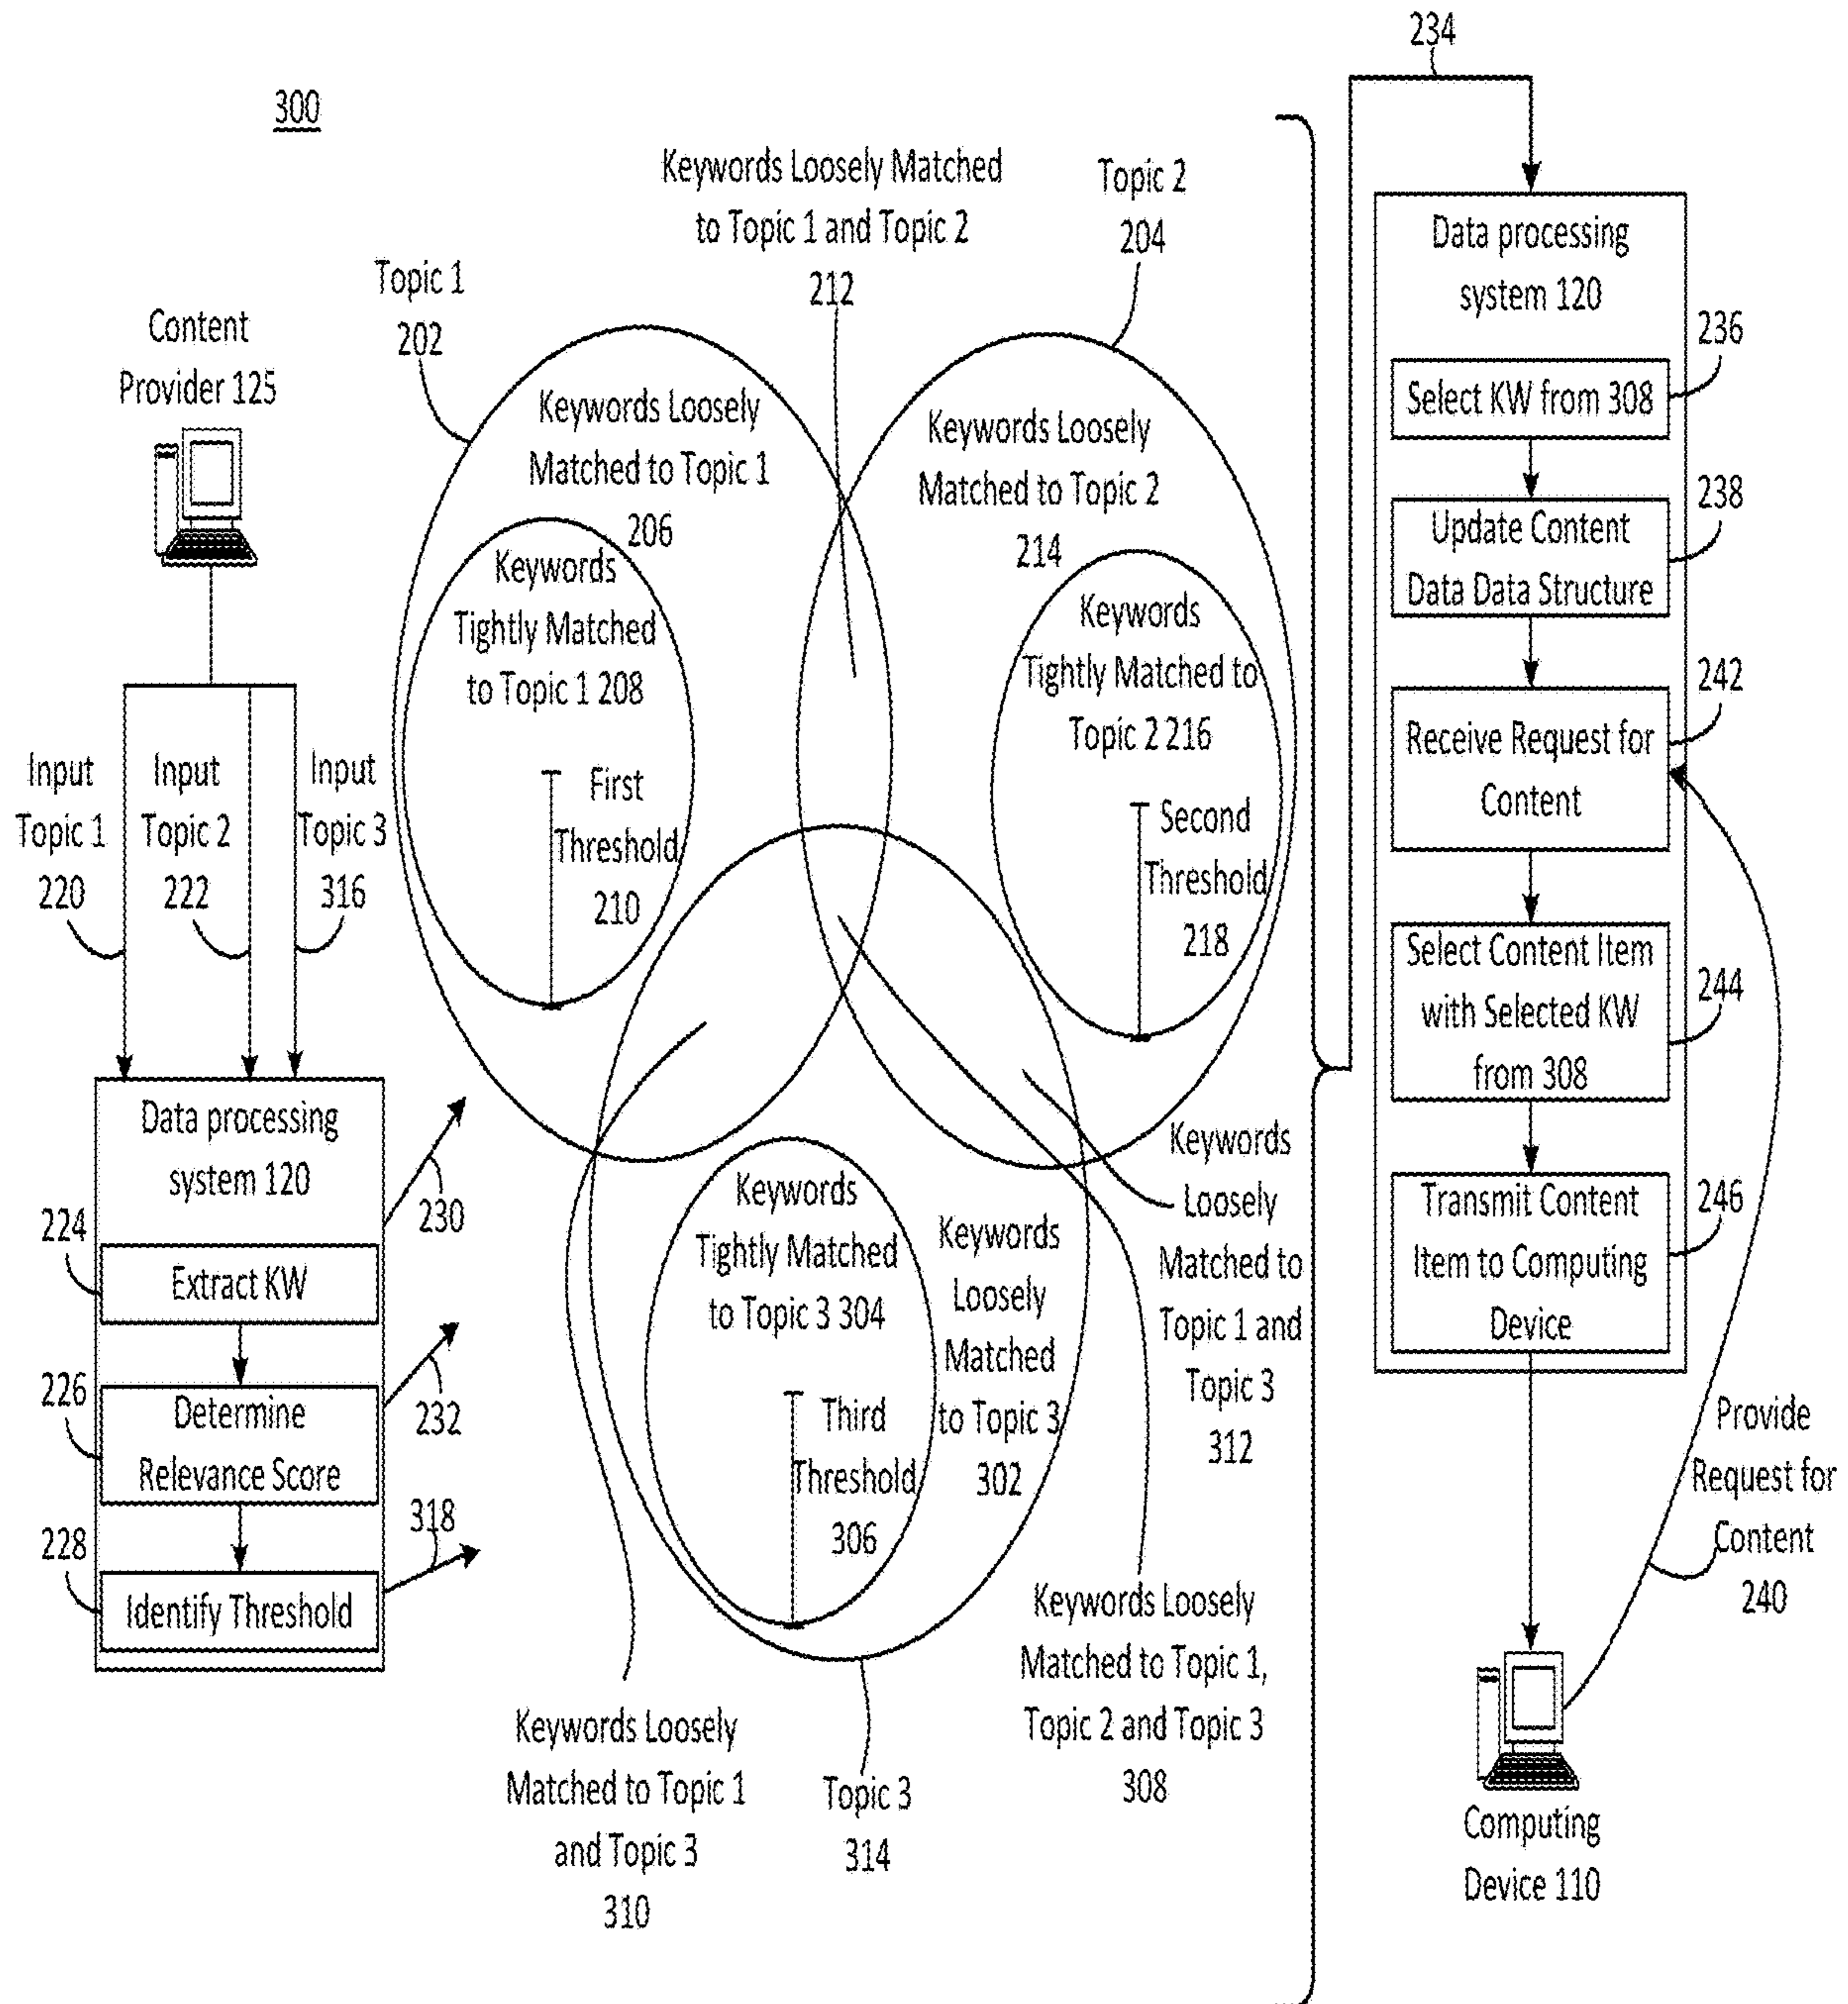 300
234
Content
Provider 125
Input
Topic 1
220
Input
Topic 2
222
Input
Topic 3
316
Data processing
system 120
224
Extract KW
226
Determine
Relevance Score
228
Identify Threshold
230
232
318
Topic 1
202
Keywords Loosely Matched
to Topic 1 and Topic 2
212
Topic 2
204
Keywords Loosely
Matched to Topic 1
206
Keywords
Tightly Matched
to Topic 1 208
First
Threshold
210
Keywords Loosely
Matched to Topic 2
214
Keywords
Tightly Matched to
Topic 2 216
Second
Threshold
218
Keywords
Tightly Matched
to Topic 3 304
Third
Threshold
306
Keywords
Loosely
Matched
to Topic 3
302
Keywords
Loosely
Matched to
Topic 1 and
Topic 3
312
Keywords Loosely
Matched to Topic 1
and Topic 3
310
Topic 3
314
Keywords Loosely
Matched to Topic 1,
Topic 2 and Topic 3
308
Data processing
system 120
Select KW from 308
236
Update Content
Data Data Structure
238
Receive Request for
Content
242
Select Content Item
with Selected KW
from 308
244
Transmit Content
Item to Computing
Device
246
Provide
Request for
Content
240
Computing
Device 110